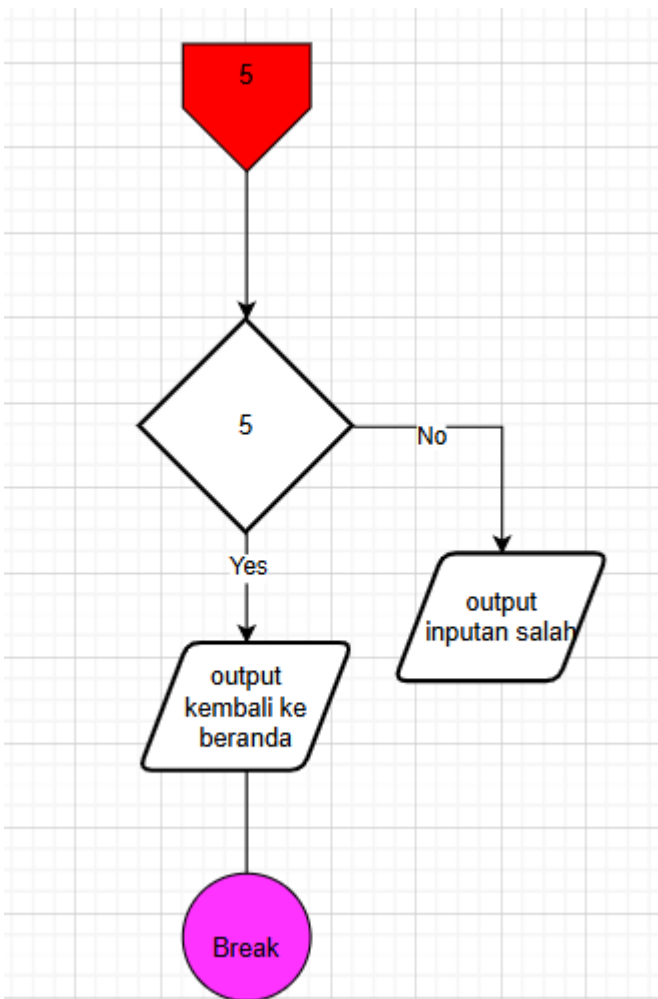 5
5
No
Yes
output
inputan salah
output
kembali ke
beranda
Break